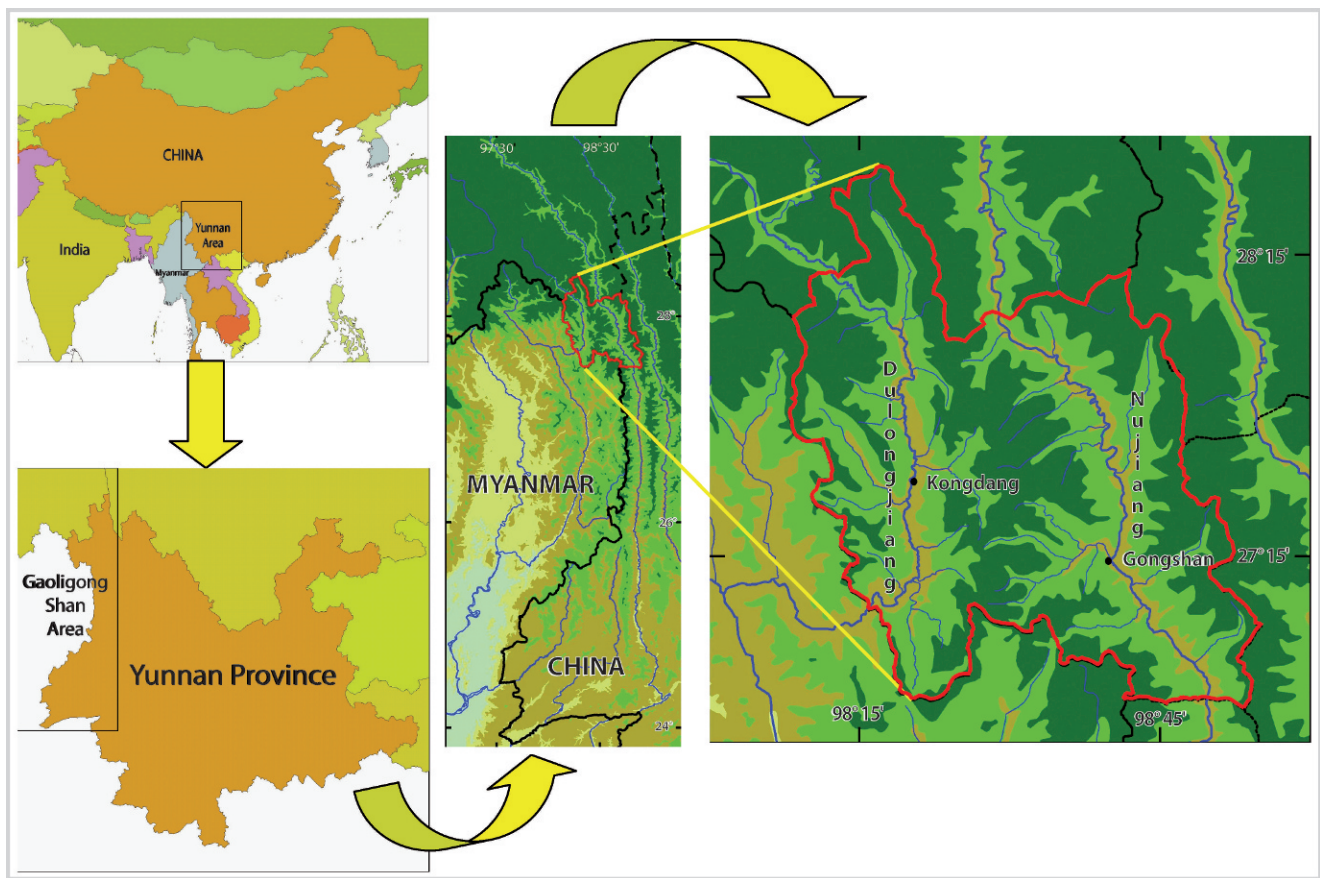 CHINA
India
Yunnan
Area
Myanmar
Gaoligong
Shan
Area
Yunnan Province
97°30
98°30'
28°
MYANMAR
26°
CHINA
24°
28° 15'
Dulongjiang
Nujiang
Kongdang
Gongshan
27° 15'
98° 15'
98° 45'